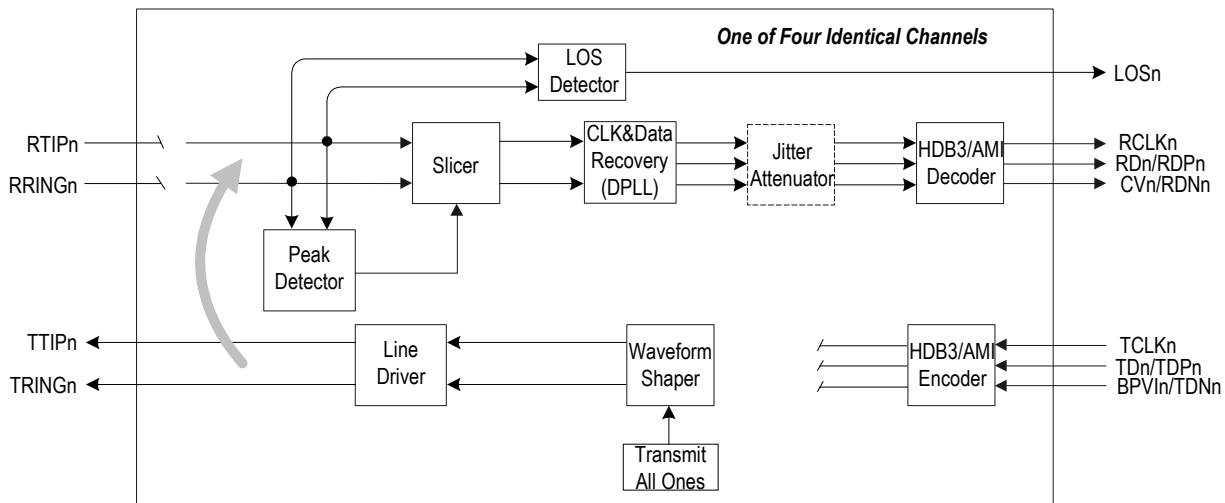 One of Four Identical Channels
LOS
Detector
LOSn
RTIPn
RRINGn
Slicer
CLK&Data
Recovery
(DPLL)
Jitter
Attenuator
HDB3/AMI
Decoder
RCLKn
RDn/RDPn
CVn/RDNn
Peak
Detector
TTIPn
TRINGn
Line
Driver
Waveform
Shaper
HDB3/AMI
Encoder
TCLKn
TDn/TDPn
BPVIn/TDNn
Transmit
All Ones